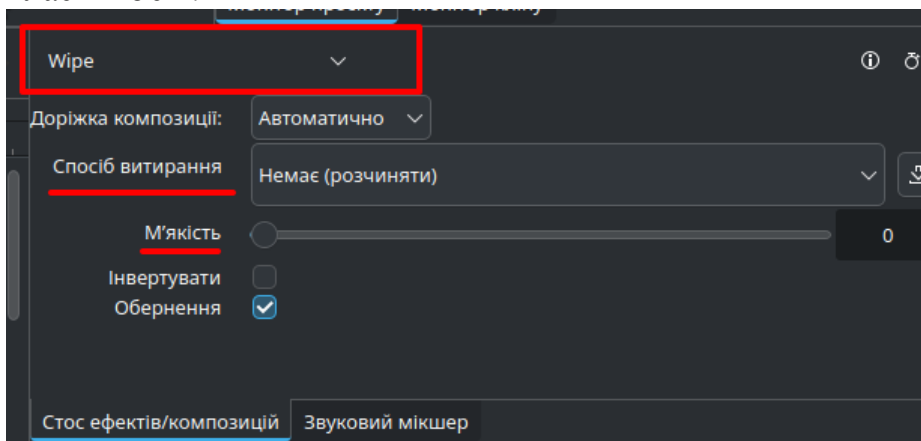 Wipe
Доріжка композиції: Автоматично
Спосіб витирання Немає (розчиняти)
М'якість 0
Інвертувати
Обернення
Стос ефектів/композицій Звуковий мікшер